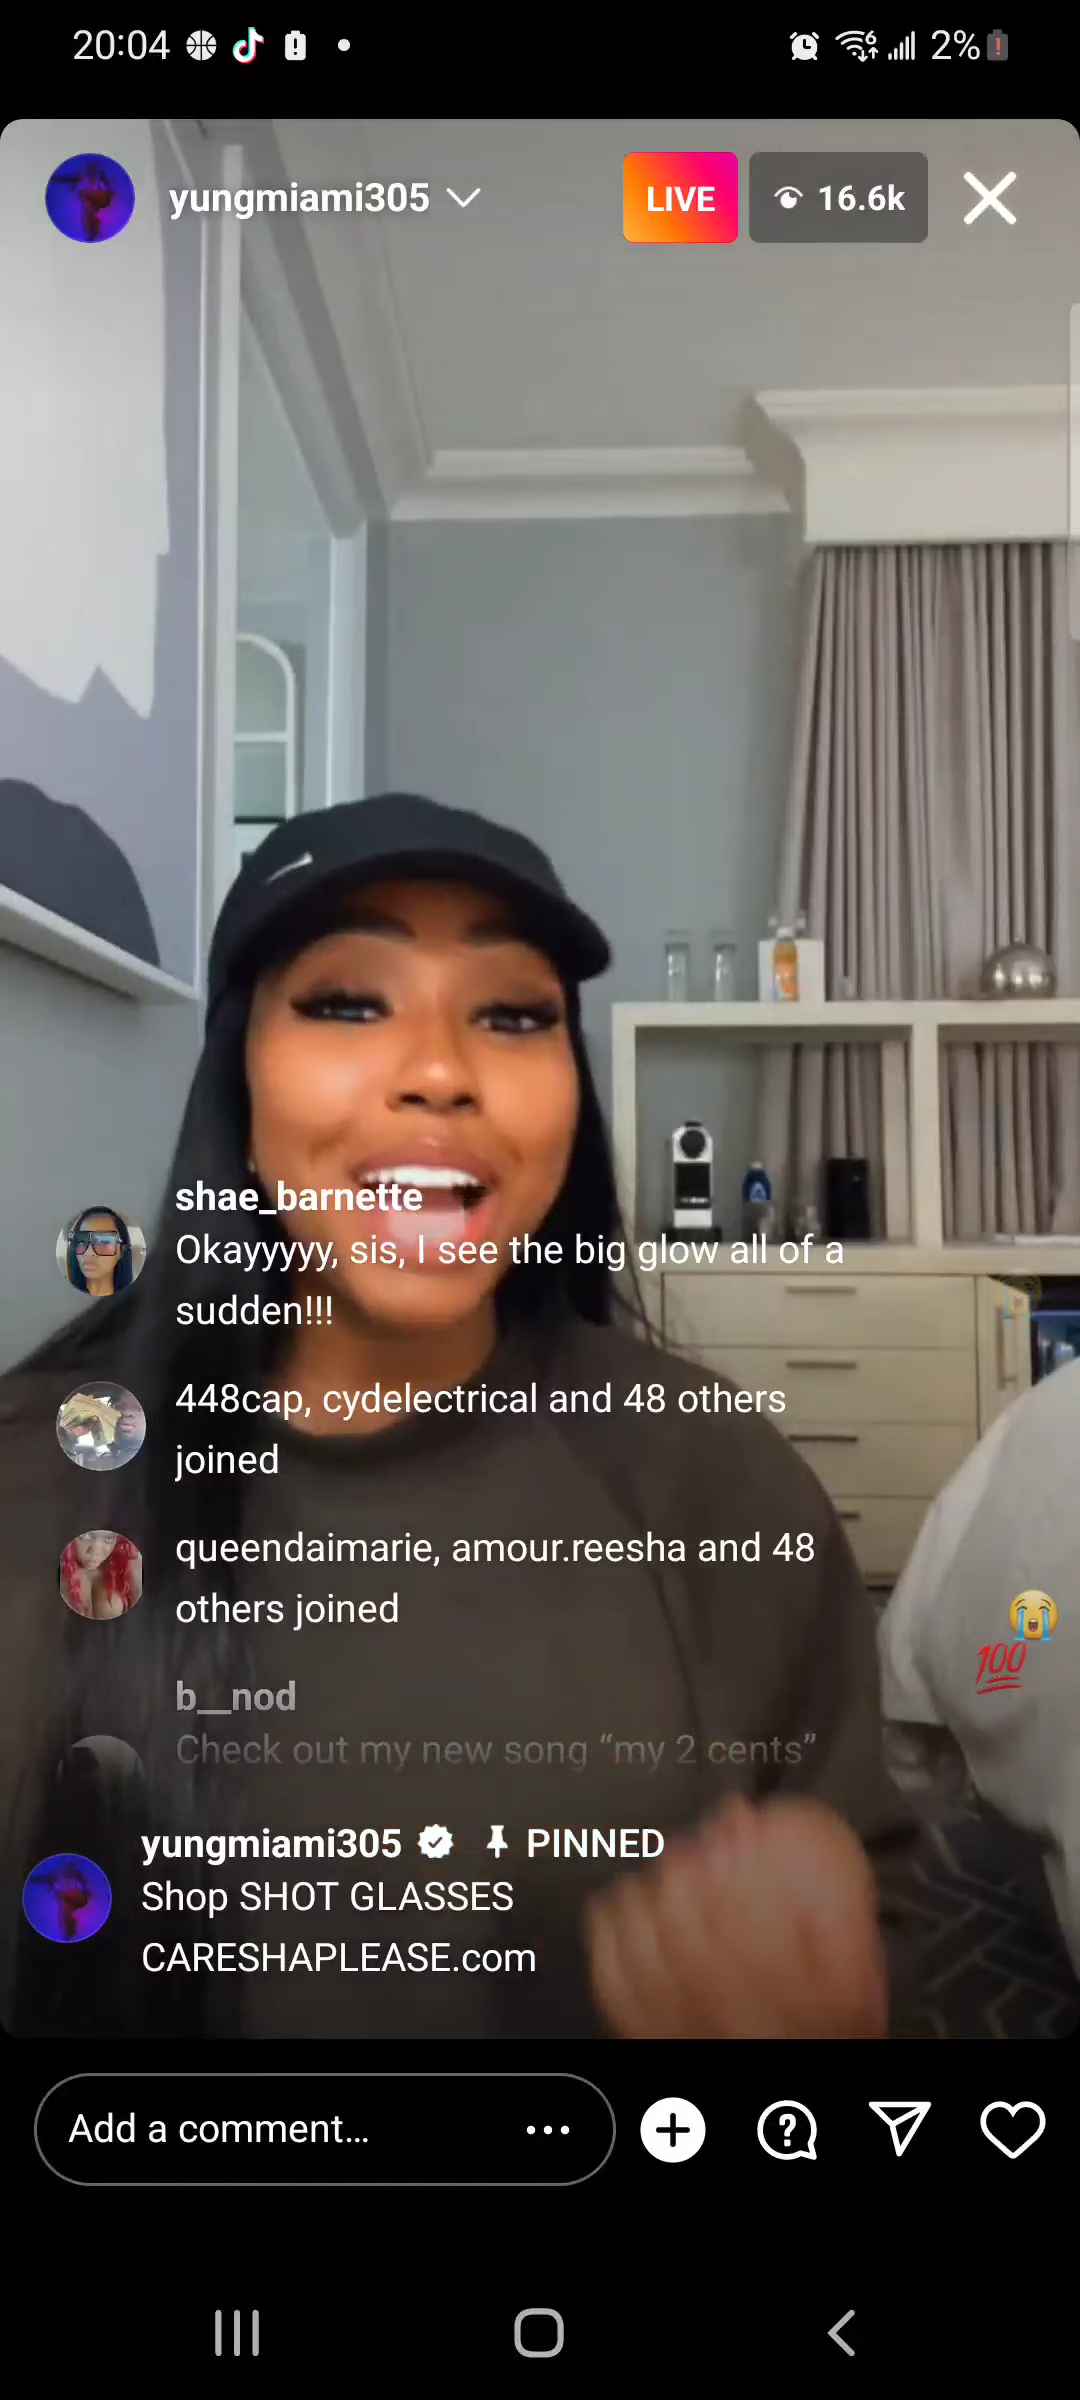 20:04
2%
yungmiami305
LIVE
16.6k
shae_barnette
Okayyyyy, sis, I see the big glow all of a
sudden!!!
448cap, cydelectrical and 48 others
joined
queendaimarie, amour.reesha and 48
others joined
b__nod
Check out my new song “my 2 cents”
yungmiami305 PINNED
Shop SHOT GLASSES
CARESHAPLEASE.com
Add a comment...